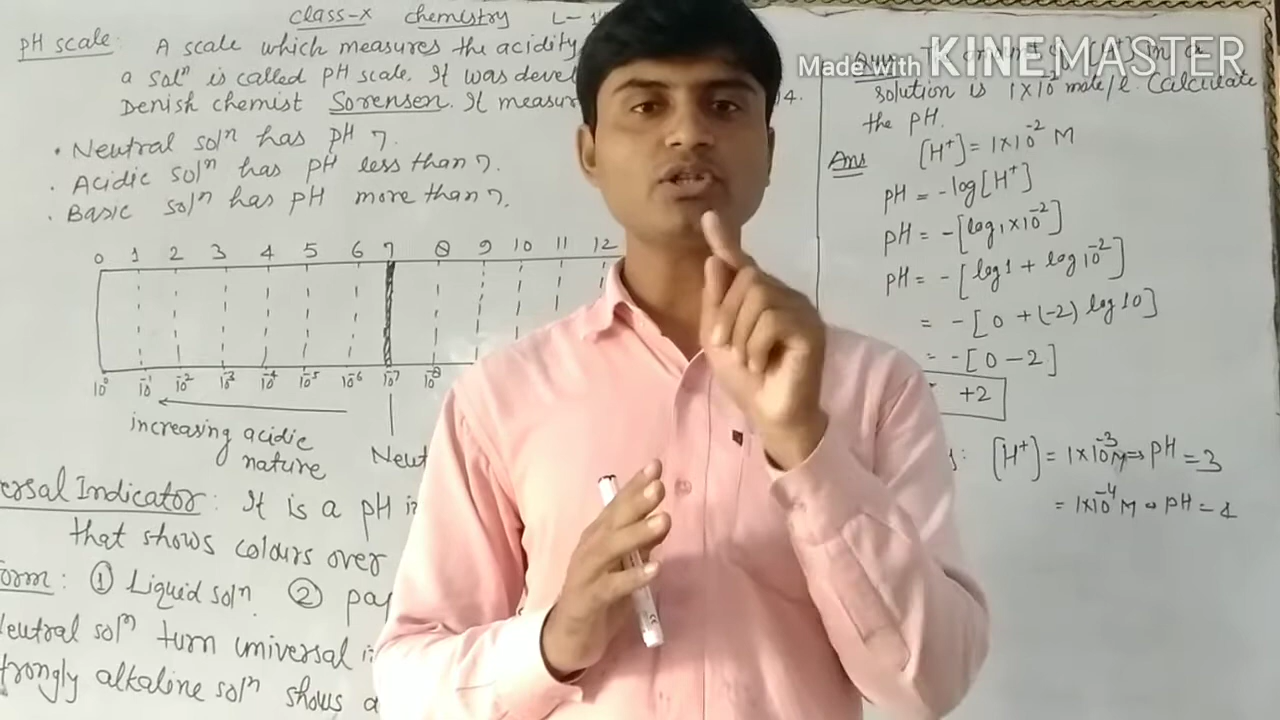 class-x chemistry L-1
pH scale: A scale which measures the acidity
a solⁿ is called pH scale. It was devel
Denish chemist Sorensen. It measur
14.
• Neutral solⁿ has pH 7.
• Acidic solⁿ has pH less than 7.
• Basic solⁿ has pH more than 7.
0 1 2 3 4 5 6 7 8 9 10 11 12
10⁰ 10⁻¹ 10⁻² 10⁻³ 10⁻⁴ 10⁻⁵ 10⁻⁶ 10⁻⁷ 10⁻⁸
increasing acidic
nature
Neut
ersal Indicator: It is a pH i
that shows colours over
Form: ① Liquid solⁿ. ② pap
Neutral solⁿ turn universal i
trongly alkaline solⁿ shows a
Made with KINEMASTER
solution is 1×10⁻² mole/l. Calculate
the pH.
Ans [H⁺] = 1×10⁻² M
pH = -log[H⁺]
pH = -[log 1×10⁻²]
pH = -[log 1 + log 10⁻²]
= -[0 + (-2) log 10]
= -[0-2]
+2
[H⁺] = 1×10⁻³M ⇒ pH = 3
= 1×10⁻⁴ M ⇒ pH = 4